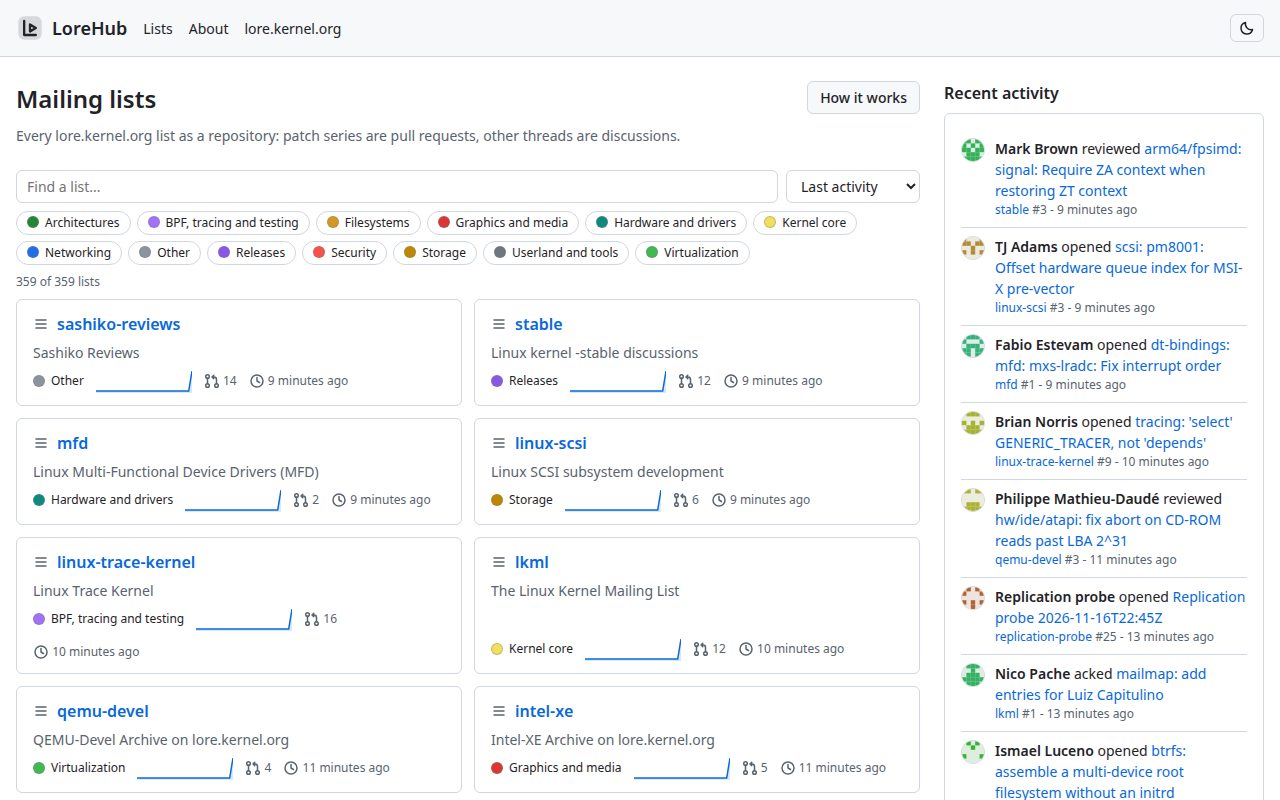 LoreHub
Lists
About
lore.kernel.org
Mailing lists
How it works
Every lore.kernel.org list as a repository: patch series are pull requests, other threads are discussions.
Find a list...
Last activity
Architectures
BPF, tracing and testing
Filesystems
Graphics and media
Hardware and drivers
Kernel core
Networking
Other
Releases
Security
Storage
Userland and tools
Virtualization
359 of 359 lists
sashiko-reviews
Sashiko Reviews
Other
14
9 minutes ago
stable
Linux kernel -stable discussions
Releases
12
9 minutes ago
mfd
Linux Multi-Functional Device Drivers (MFD)
Hardware and drivers
2
9 minutes ago
linux-scsi
Linux SCSI subsystem development
Storage
6
9 minutes ago
linux-trace-kernel
Linux Trace Kernel
BPF, tracing and testing
16
10 minutes ago
lkml
The Linux Kernel Mailing List
Kernel core
12
10 minutes ago
qemu-devel
QEMU-Devel Archive on lore.kernel.org
Virtualization
4
11 minutes ago
intel-xe
Intel-XE Archive on lore.kernel.org
Graphics and media
5
11 minutes ago
Recent activity
Mark Brown reviewed arm64/fpsimd:
signal: Require ZA context when
restoring ZT context
stable #3 - 9 minutes ago
TJ Adams opened scsi: pm8001:
Offset hardware queue index for MSI-
X pre-vector
linux-scsi #3 - 9 minutes ago
Fabio Estevam opened dt-bindings:
mfd: mxs-lradc: Fix interrupt order
mfd #1 - 9 minutes ago
Brian Norris opened tracing: 'select'
GENERIC_TRACER, not 'depends'
linux-trace-kernel #9 - 10 minutes ago
Philippe Mathieu-Daudé reviewed
hw/ide/atapi: fix abort on CD-ROM
reads past LBA 2^31
qemu-devel #3 - 11 minutes ago
Replication probe opened Replication
probe 2026-11-16T22:45Z
replication-probe #25 - 13 minutes ago
Nico Pache acked mailmap: add
entries for Luiz Capitulino
lkml #1 - 13 minutes ago
Ismael Luceno opened btrfs:
assemble a multi-device root
filesystem without an initrd